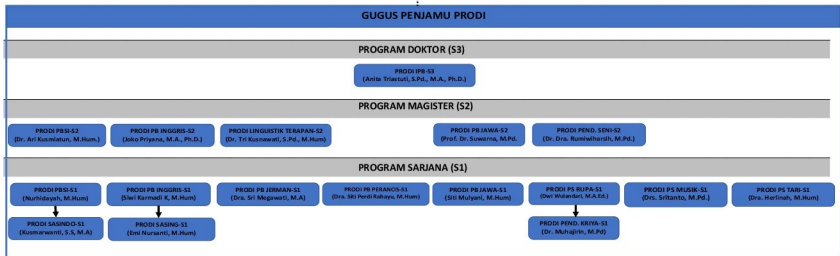 GUGUS PENJAMU PRODI
PROGRAM DOKTOR (S3)
PRODI IPB-S3
(Anita Triastuti, S.Pd., M.A., Ph.D.)
PROGRAM MAGISTER (S2)
PRODI PBSI-S2
(Dr. Ari Kusmiatun, M.Hum.)
PRODI PB INGGRIS-S2
(Joko Priyana, M.A., Ph.D.)
PRODI LINGUISTIK TERAPAN-S2
(Dr. Tri Kusnawati, S.Pd., M.Hum)
PRODI PB JAWA-S2
(Prof. Dr. Suwarna, M.Pd.
PRODI PEND. SENI-S2
(Dr. Dra. Rumiwiharsih, M.Pd.)
PROGRAM SARJANA (S1)
PRODI PBSI-S1
(Nurhidayah, M.Hum)
PRODI PB INGGRIS-S1
(Siwi Karmadi K, M.Hum)
PRODI PB JERMAN-S1
(Dra. Sri Megawati, M.A)
PRODI PB PERANCIS-S1
(Dra. Siti Perdi Rahayu, M.Hum)
PRODI PB JAWA-S1
(Siti Mulyani, M.Hum)
PRODI PS RUPA-S1
(Dwi Wulandari, M.A.Ed.)
PRODI PS MUSIK-S1
(Drs. Sritanto, M.Pd.)
PRODI PS TARI-S1
(Dra. Herlinah, M.Hum)
PRODI SASINDO-S1
(Kusmarwanti, S.S, M.A)
PRODI SASING-S1
(Emi Nursanti, M.Hum)
PRODI PEND. KRIYA-S1
(Dr. Muhajirin, M.Pd)